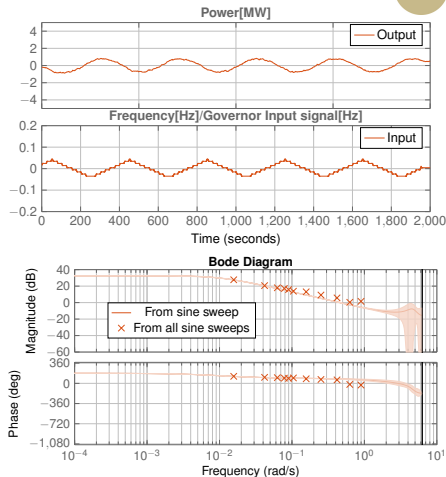 Power[MW]
4
2
0
−2
−4
Output
Frequency[Hz]/Governor Input signal[Hz]
0.2
0.1
0
−0.1
−0.2
Input
0 200 400 600 800 1,000 1,200 1,400 1,600 1,800 2,000
Time (seconds)
Bode Diagram
Magnitude (dB)
40
20
0
−20
−40
−60
From sine sweep
From all sine sweeps
Phase (deg)
360
0
−360
−720
−1,080
10−4 10−3 10−2 10−1 100 101
Frequency (rad/s)